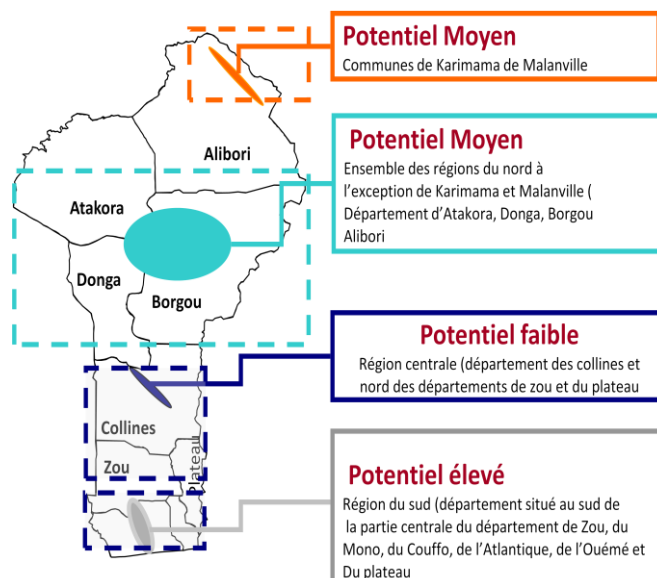 Potentiel Moyen
Communes de Karimama de Malanville
Potentiel Moyen
Ensemble des régions du nord à
l'exception de Karimama et Malanville (
Département d'Atakora, Donga, Borgou
Alibori
Alibori
Atakora
Donga
Borgou
Potentiel faible
Région centrale (département des collines et
nord des départements de zou et du plateau
Collines
Zou
Plateau
Potentiel élevé
Région du sud (département situé au sud de
la partie centrale du département de Zou, du
Mono, du Couffo, de l'Atlantique, de l'Ouémé et
Du plateau